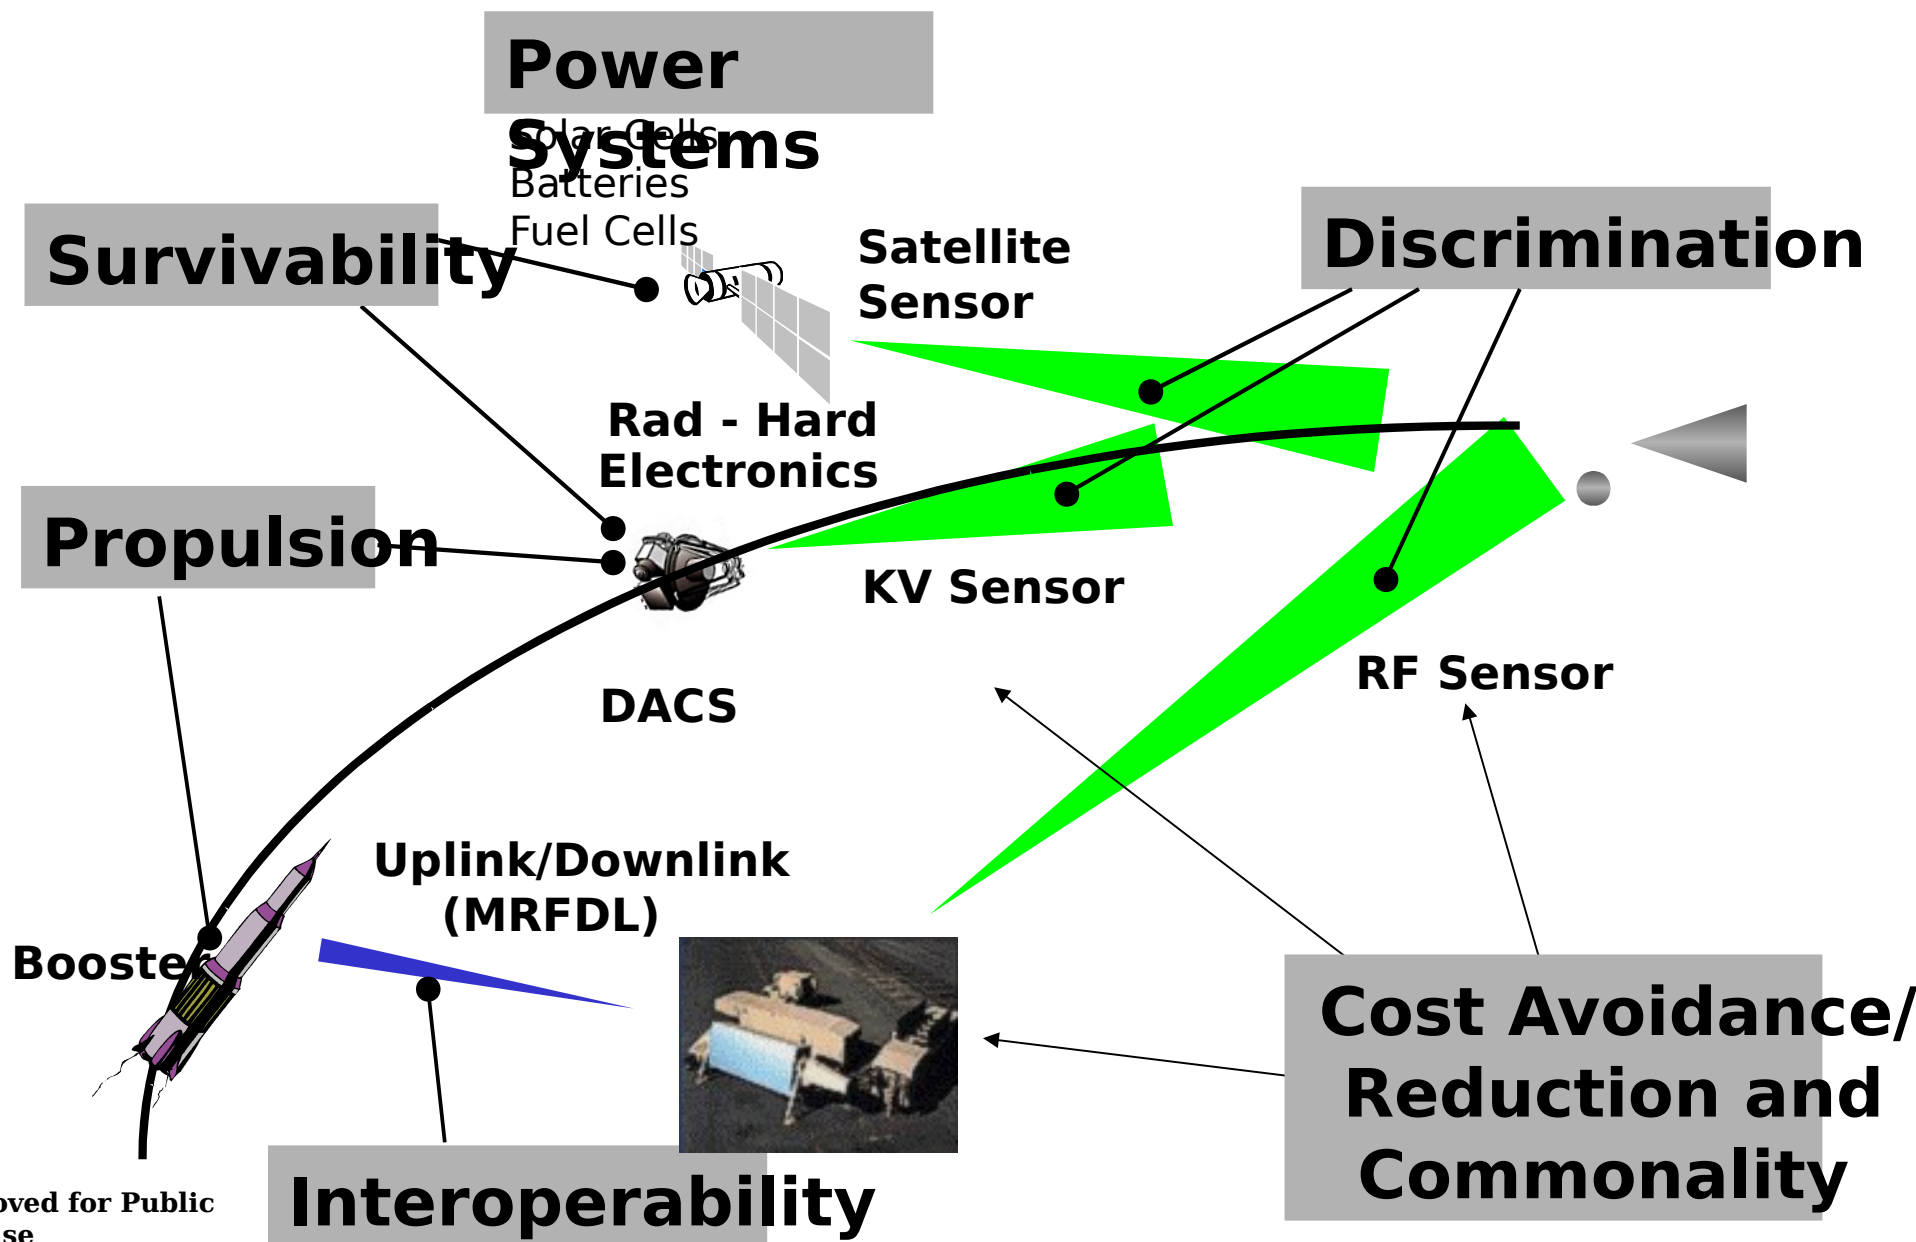 Power
Systems
Solar Cells
Batteries
Fuel Cells
Survivability
Satellite
Sensor
Discrimination
Rad - Hard
Electronics
Propulsion
KV Sensor
RF Sensor
DACS
Uplink/Downlink
(MRFDL)
Booster
Cost Avoidance/
Reduction and
Commonality
Interoperability
oved for Public
se